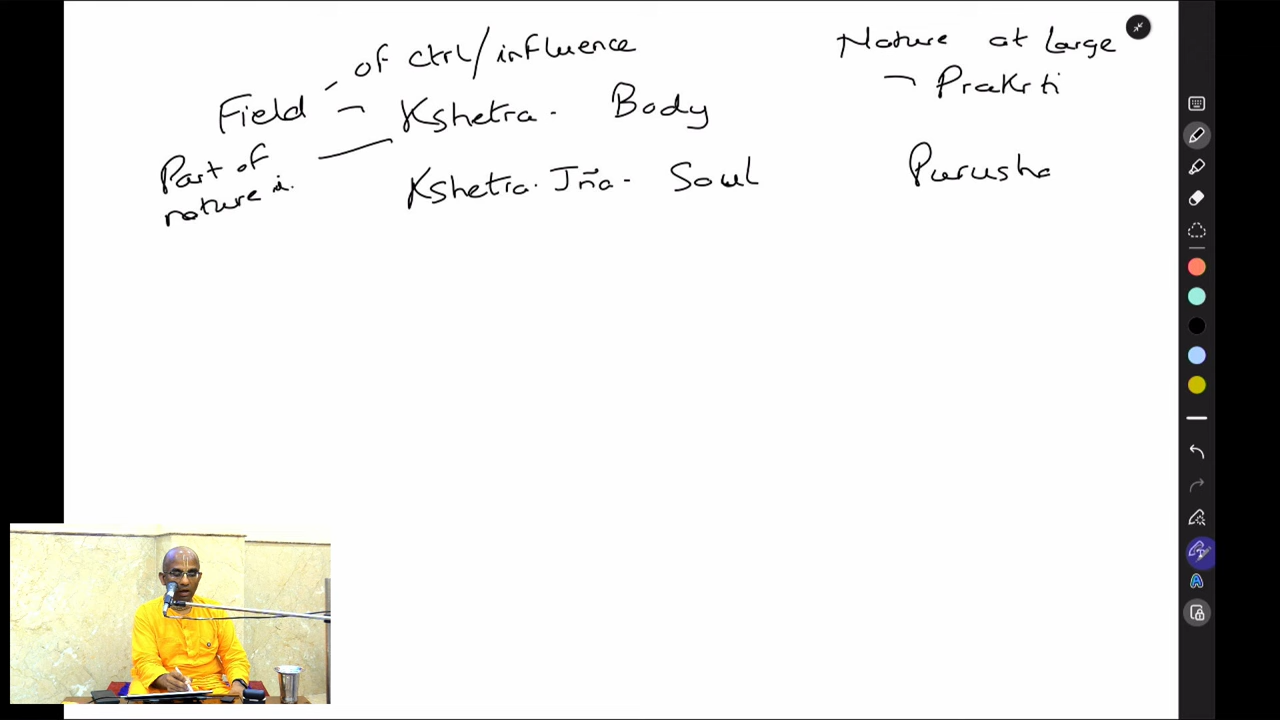 of ctrl/influence
Nature at large
Field - Kshetra - Body
- Prakrti
Part of
nature i.
Kshetra-Jña - Soul
Purusha
A